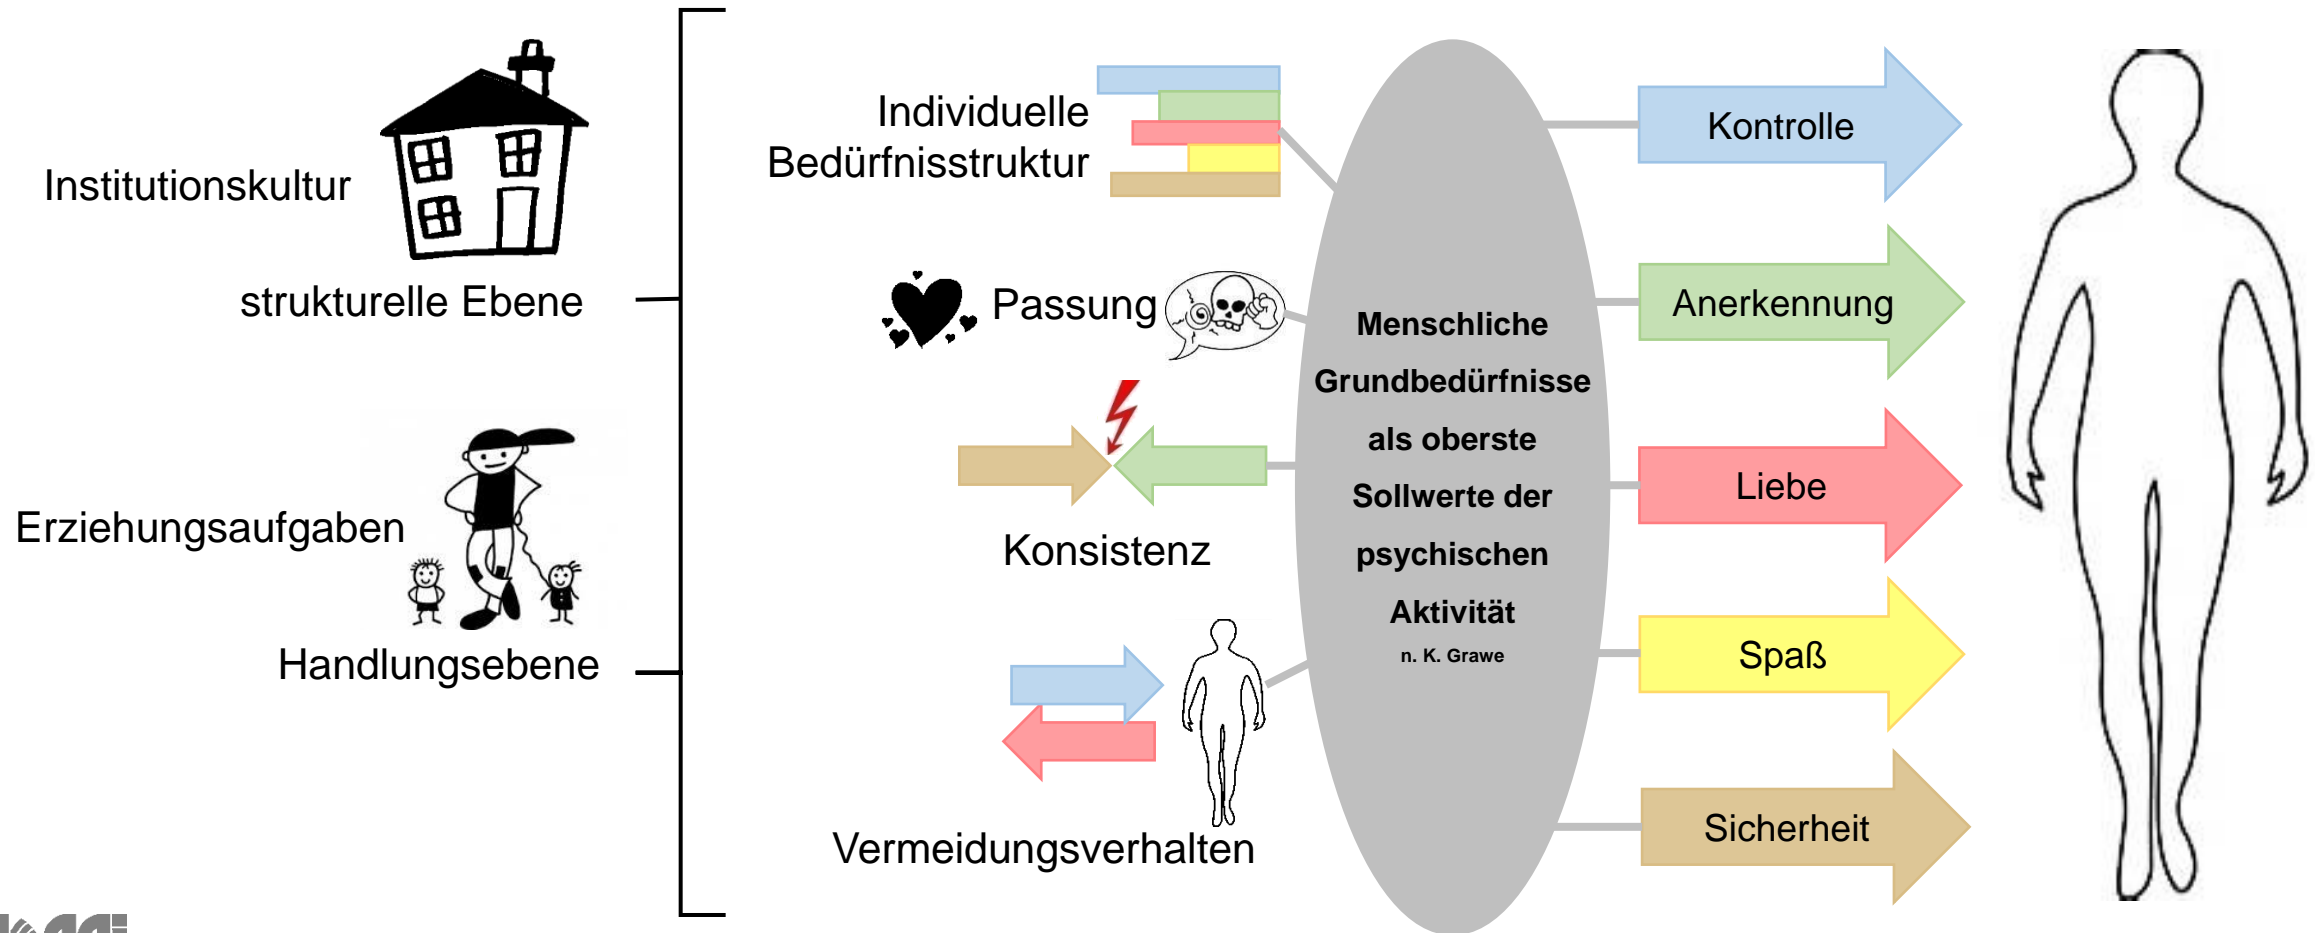 Institutionskultur
strukturelle Ebene
Erziehungsaufgaben
Handlungsebene
Individuelle
Bedürfnisstruktur
Passung
Konsistenz
Vermeidungsverhalten
Menschliche
Grundbedürfnisse
als oberste
Sollwerte der
psychischen
Aktivität
n. K. Grawe
Kontrolle
Anerkennung
Liebe
Spaß
Sicherheit